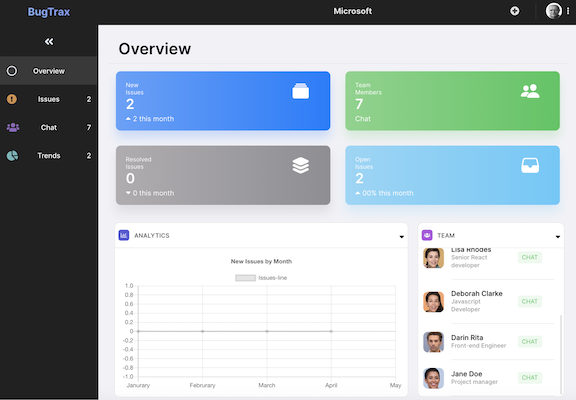 BugTrax
Microsoft
Overview
Issues 2
Chat 7
Trends 2
Overview
New
Issues
2
2 this month
Team
Members
7
Chat
Resolved
Issues
0
0 this month
Open
Issues
2
00% this month
ANALYTICS
New Issues by Month
Issues-line
1.0
0.8
0.6
0.4
0.2
0
-0.2
-0.4
-0.6
-0.8
-1.0
Janurary
Februrary
March
April
May
TEAM
Lisa Rhodes
Senior React
developer
CHAT
Deborah Clarke
Javascript
Developer
CHAT
Darin Rita
Front-end Engineer
CHAT
Jane Doe
Project manager
CHAT